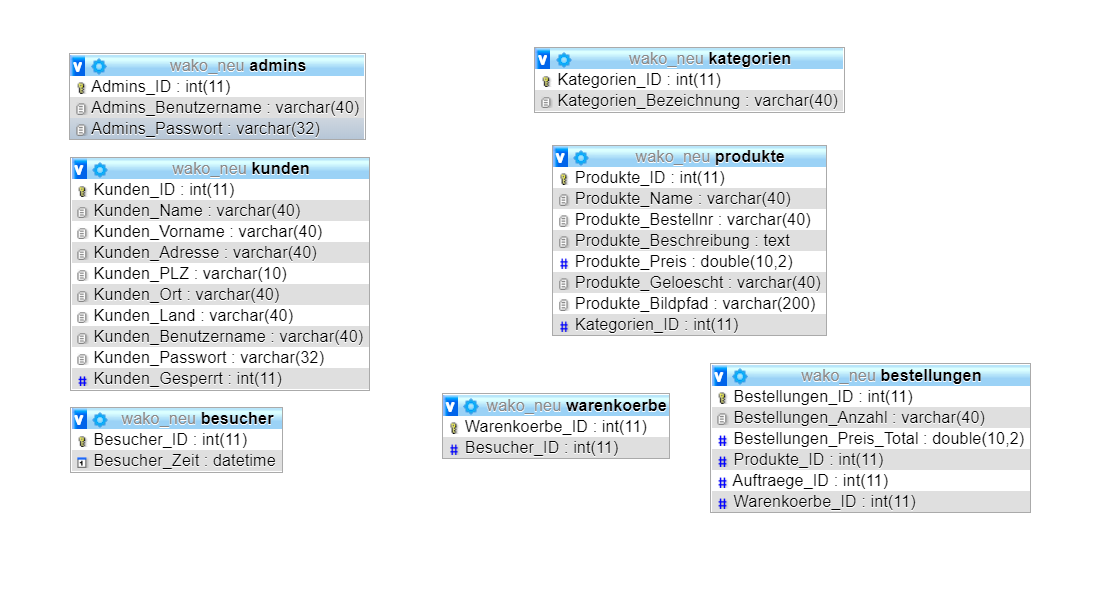 wako_neu admins
Admins_ID : int(11)
Admins_Benutzername : varchar(40)
Admins_Passwort : varchar(32)
wako_neu kunden
Kunden_ID : int(11)
Kunden_Name : varchar(40)
Kunden_Vorname : varchar(40)
Kunden_Adresse : varchar(40)
Kunden_PLZ : varchar(10)
Kunden_Ort : varchar(40)
Kunden_Land : varchar(40)
Kunden_Benutzername : varchar(40)
Kunden_Passwort : varchar(32)
Kunden_Gesperrt : int(11)
wako_neu besucher
Besucher_ID : int(11)
Besucher_Zeit : datetime
wako_neu kategorien
Kategorien_ID : int(11)
Kategorien_Bezeichnung : varchar(40)
wako_neu produkte
Produkte_ID : int(11)
Produkte_Name : varchar(40)
Produkte_Bestellnr : varchar(40)
Produkte_Beschreibung : text
Produkte_Preis : double(10,2)
Produkte_Geloescht : varchar(40)
Produkte_Bildpfad : varchar(200)
Kategorien_ID : int(11)
wako_neu warenkoerbe
Warenkoerbe_ID : int(11)
Besucher_ID : int(11)
wako_neu bestellungen
Bestellungen_ID : int(11)
Bestellungen_Anzahl : varchar(40)
Bestellungen_Preis_Total : double(10,2)
Produkte_ID : int(11)
Auftraege_ID : int(11)
Warenkoerbe_ID : int(11)